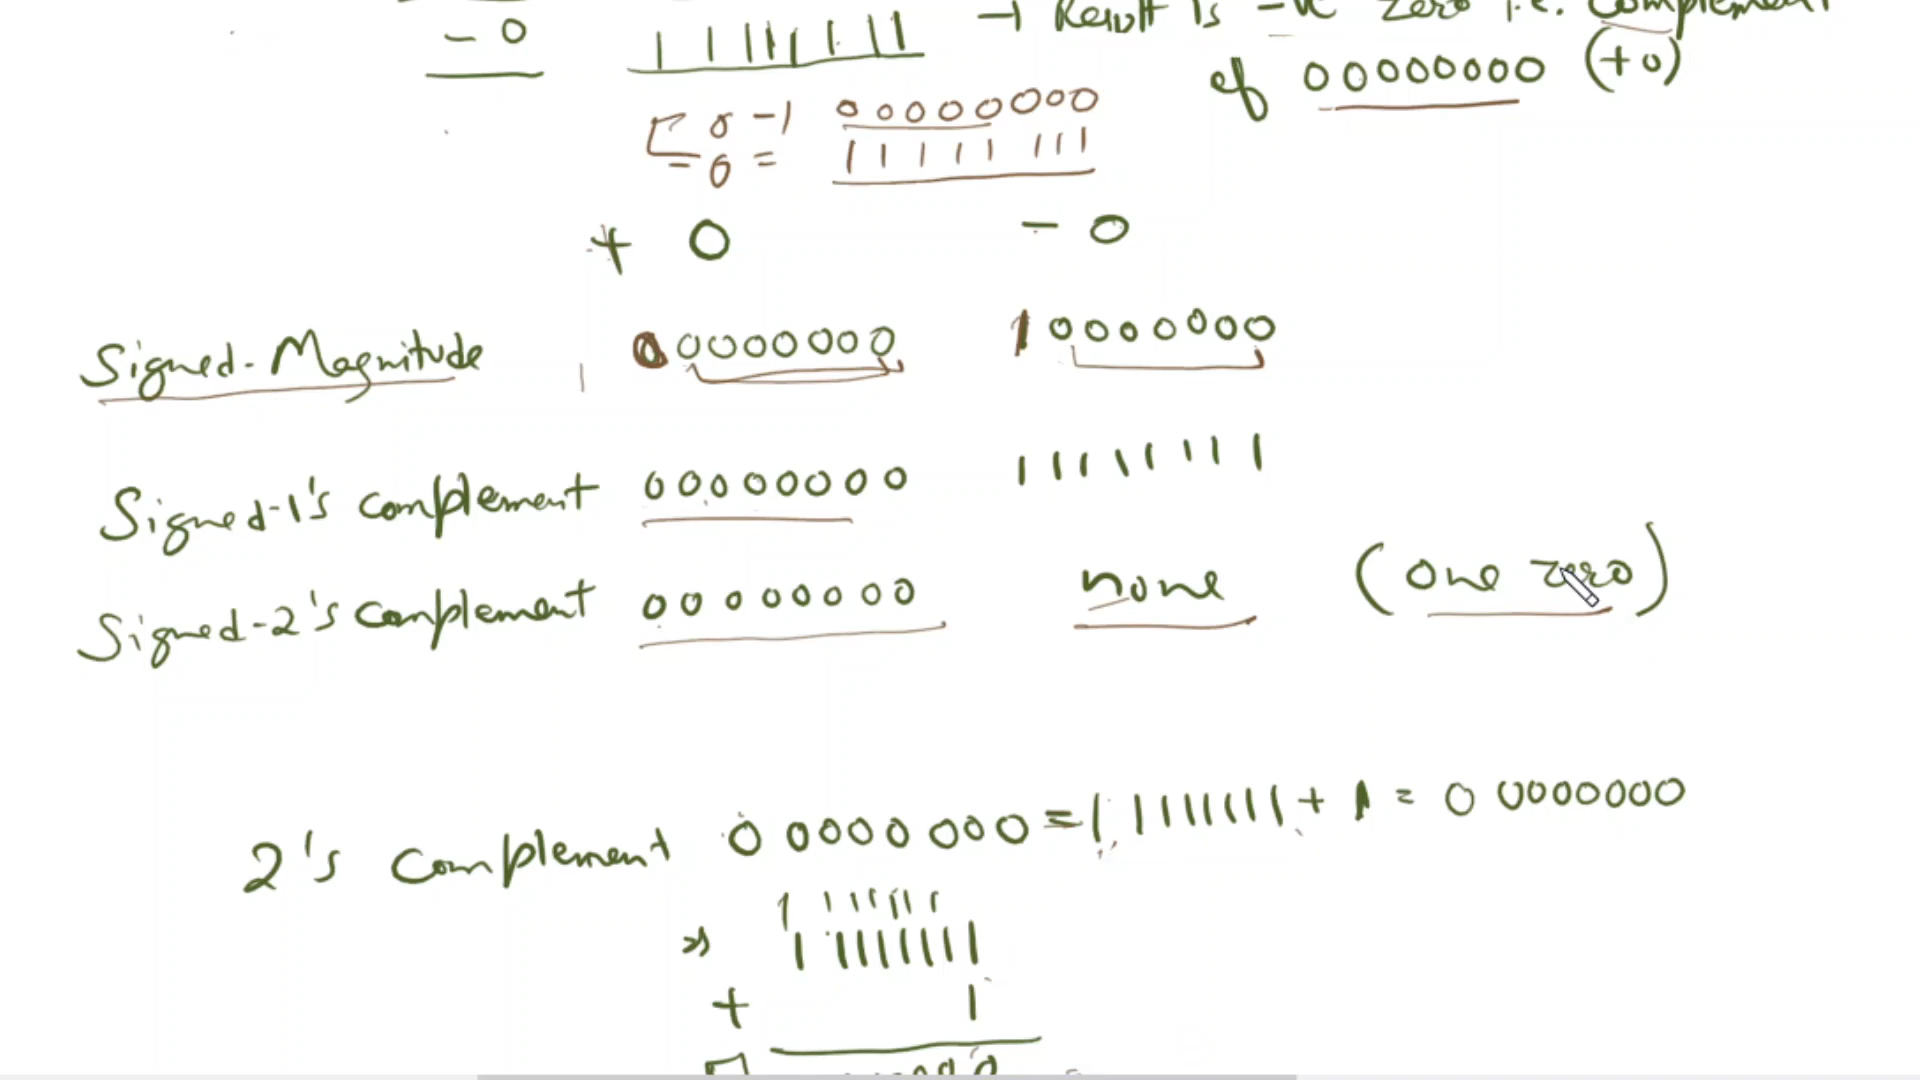 - 0 11111111 → Result is -ve zero i.e. complement
of 00000000 (+0)
0 → 00000000
- 0 = 11111111
+ 0 - 0
Signed-Magnitude 00000000 10000000
Signed-1's complement 00000000 11111111
Signed-2's complement 00000000 none (one zero)
2's complement 00000000 = 11111111 + 1 = 00000000
1111111
⇒ 11111111
+ 1